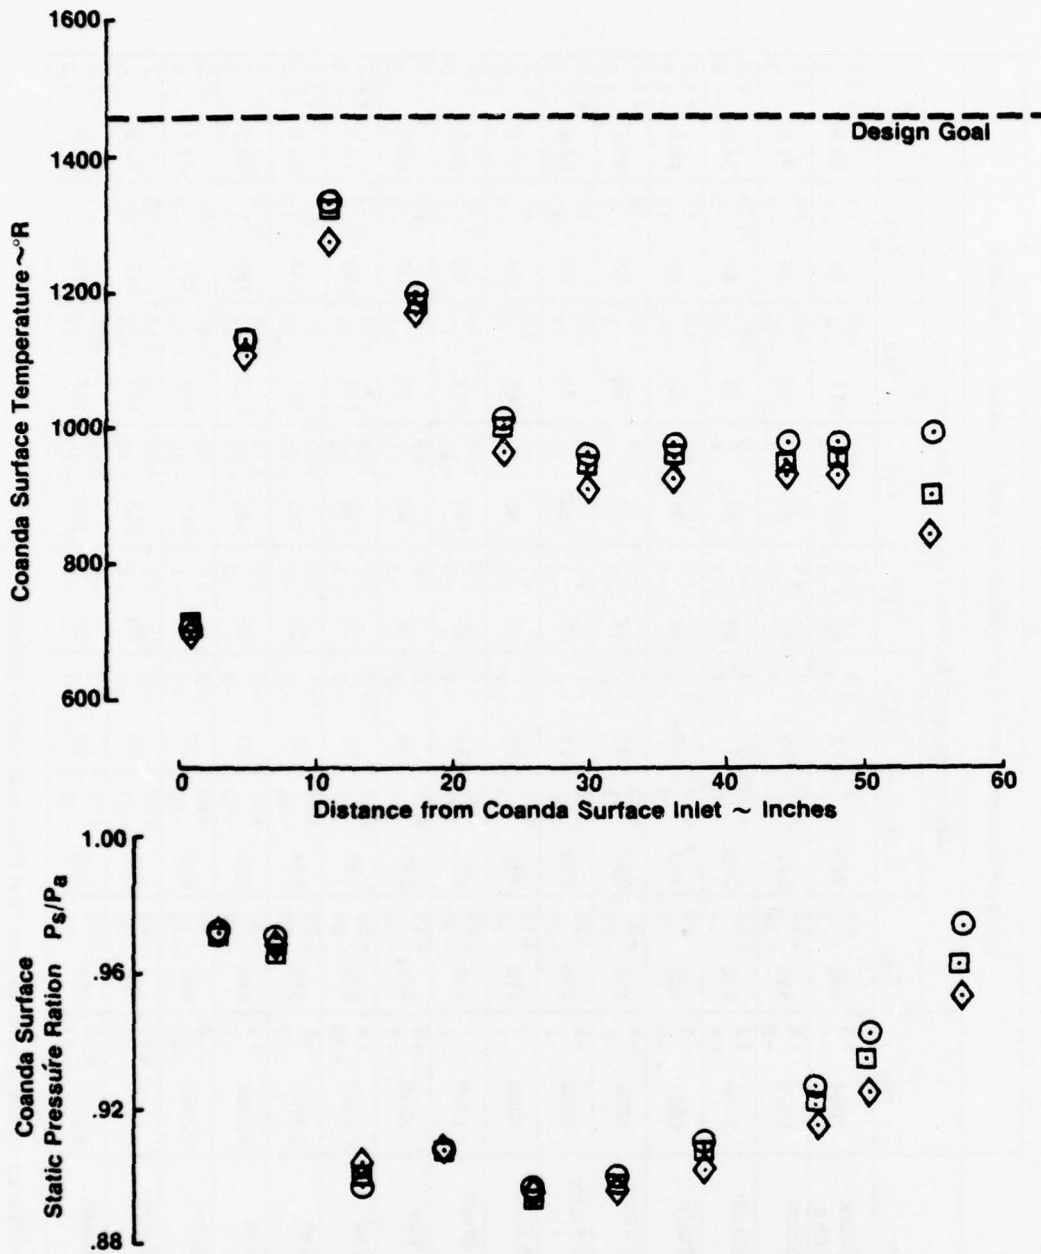 1600
Design Goal
1400
1200
1000
800
600
Coanda Surface Temperature ~°R
0 10 20 30 40 50 60
Distance from Coanda Surface Inlet ~ Inches
1.00
.96
.92
.88
Coanda Surface
Static Pressure Ration Ps/Pa